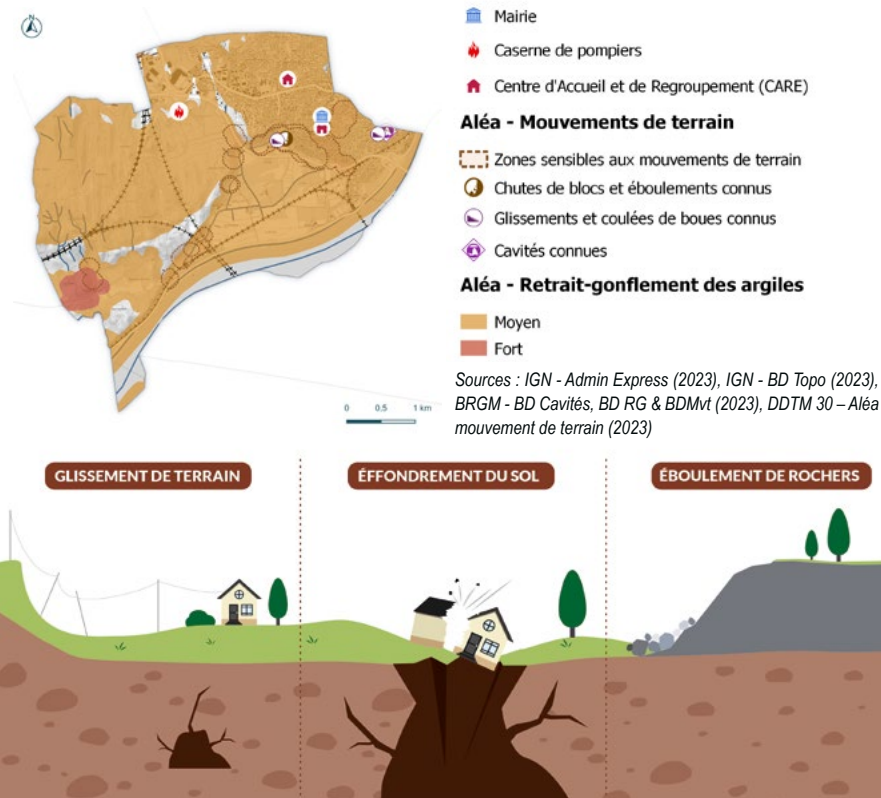 N
Mairie
Caserne de pompiers
Centre d'Accueil et de Regroupement (CARE)
Aléa - Mouvements de terrain
Zones sensibles aux mouvements de terrain
Chutes de blocs et éboulements connus
Glissements et coulées de boues connus
Cavités connues
Aléa - Retrait-gonflement des argiles
Moyen
Fort
Sources : IGN - Admin Express (2023), IGN - BD Topo (2023),
BRGM - BD Cavités, BD RG & BDMvt (2023), DDTM 30 – Aléa
mouvement de terrain (2023)
0 0.5 1 km
GLISSEMENT DE TERRAIN
ÉFFONDREMENT DU SOL
ÉBOULEMENT DE ROCHERS